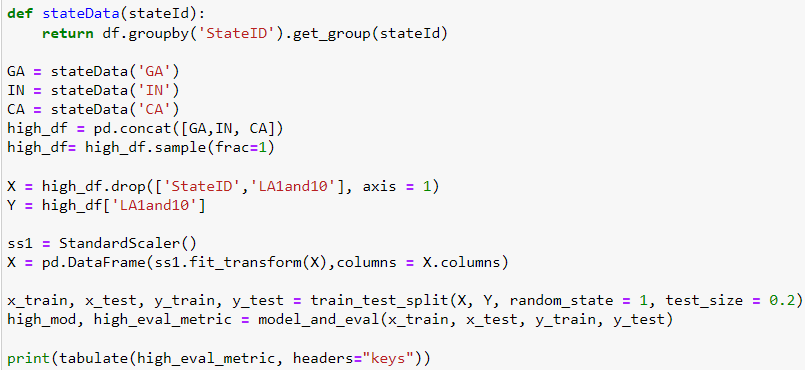 def stateData(stateId):
    return df.groupby('StateID').get_group(stateId)
GA = stateData('GA')
IN = stateData('IN')
CA = stateData('CA')
high_df = pd.concat([GA,IN, CA])
high_df= high_df.sample(frac=1)
X = high_df.drop(['StateID','LA1and10'], axis = 1)
Y = high_df['LA1and10']
ss1 = StandardScaler()
X = pd.DataFrame(ss1.fit_transform(X),columns = X.columns)
x_train, x_test, y_train, y_test = train_test_split(X, Y, random_state = 1, test_size = 0.2)
high_mod, high_eval_metric = model_and_eval(x_train, x_test, y_train, y_test)
print(tabulate(high_eval_metric, headers="keys"))